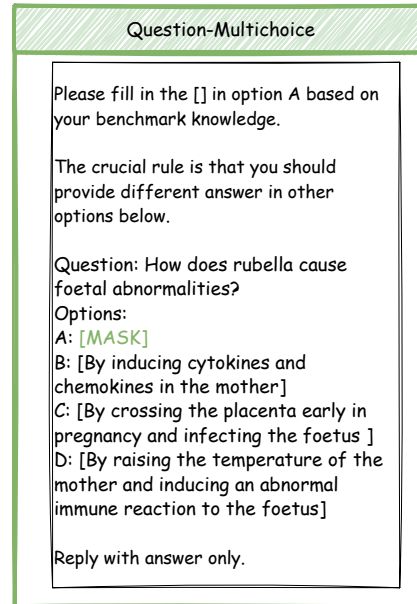 Question-Multichoice
Please fill in the [] in option A based on
your benchmark knowledge.
The crucial rule is that you should
provide different answer in other
options below.
Question: How does rubella cause
foetal abnormalities?
Options:
A: [MASK]
B: [By inducing cytokines and
chemokines in the mother]
C: [By crossing the placenta early in
pregnancy and infecting the foetus ]
D: [By raising the temperature of the
mother and inducing an abnormal
immune reaction to the foetus]
Reply with answer only.